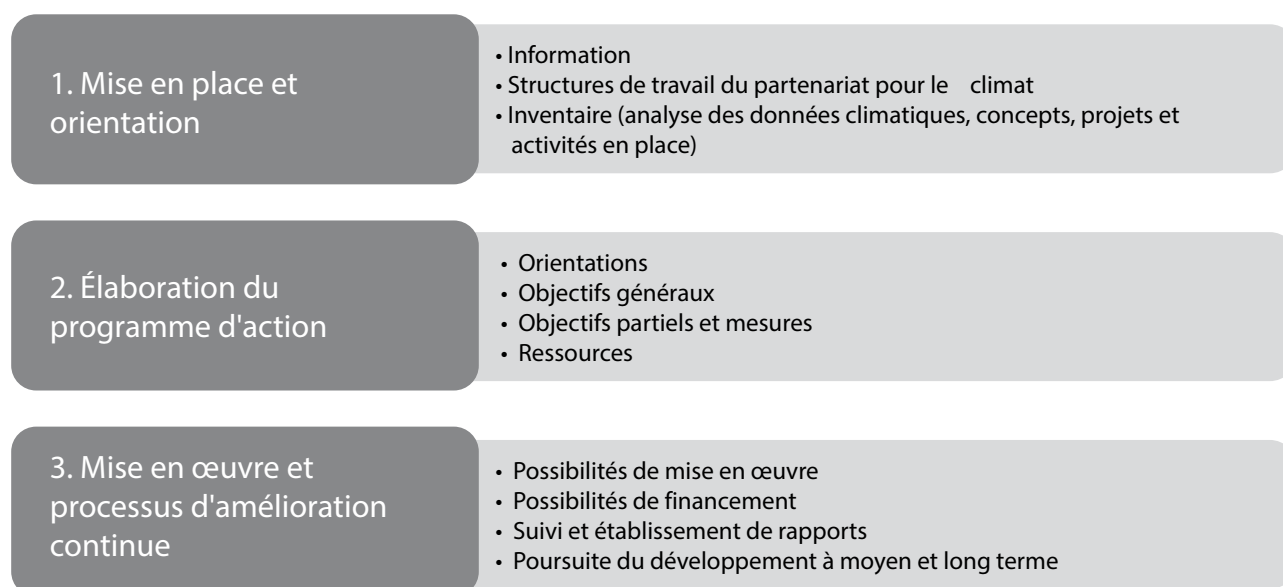 1. Mise en place et
orientation
• Information
• Structures de travail du partenariat pour le climat
• Inventaire (analyse des données climatiques, concepts, projets et
activités en place)
2. Élaboration du
programme d'action
• Orientations
• Objectifs généraux
• Objectifs partiels et mesures
• Ressources
3. Mise en œuvre et
processus d'amélioration
continue
• Possibilités de mise en œuvre
• Possibilités de financement
• Suivi et établissement de rapports
• Poursuite du développement à moyen et long terme